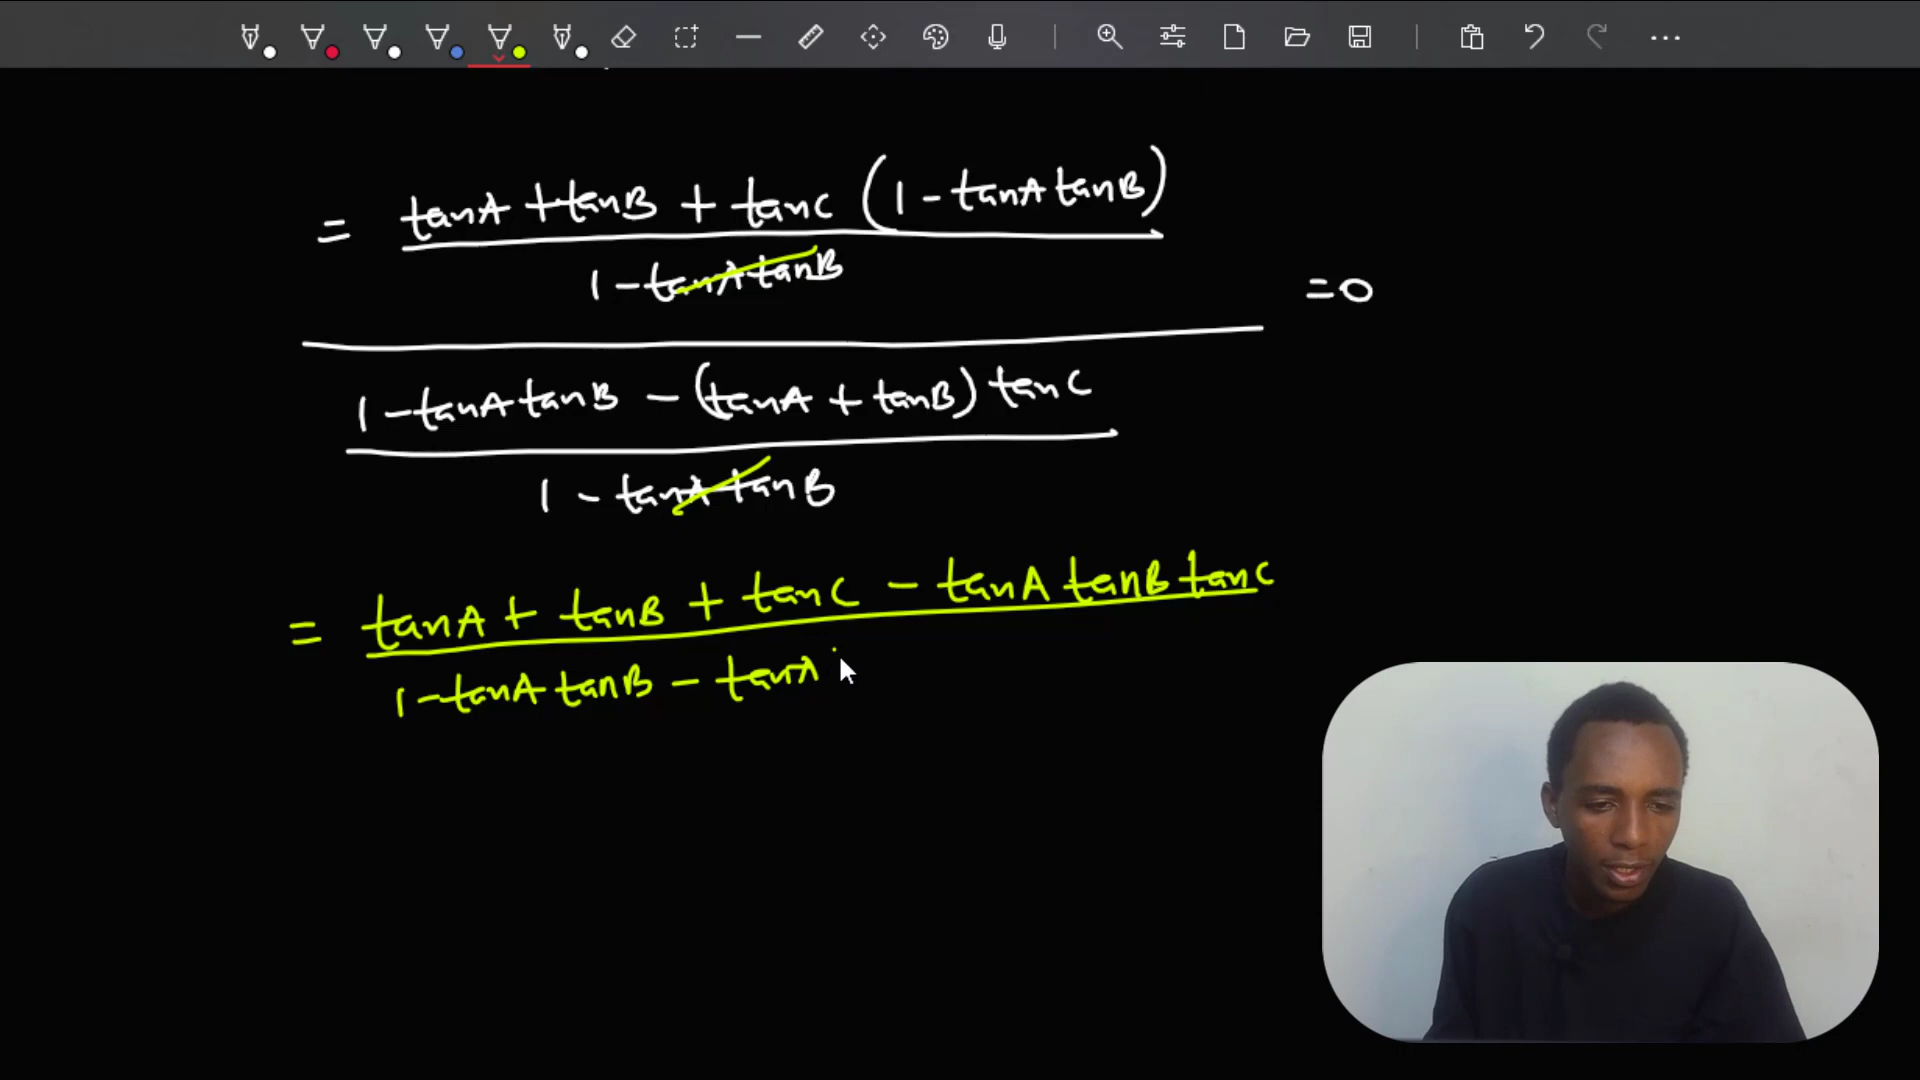 = tanA + tanB + tanC (1 - tanA tanB)
1 - tanA tanB
= 0
1 - tanA tanB - (tanA + tanB) tanC
1 - tanA tanB
= tanA + tanB + tanC - tanA tanB tanC
1 - tanA tanB - tanA